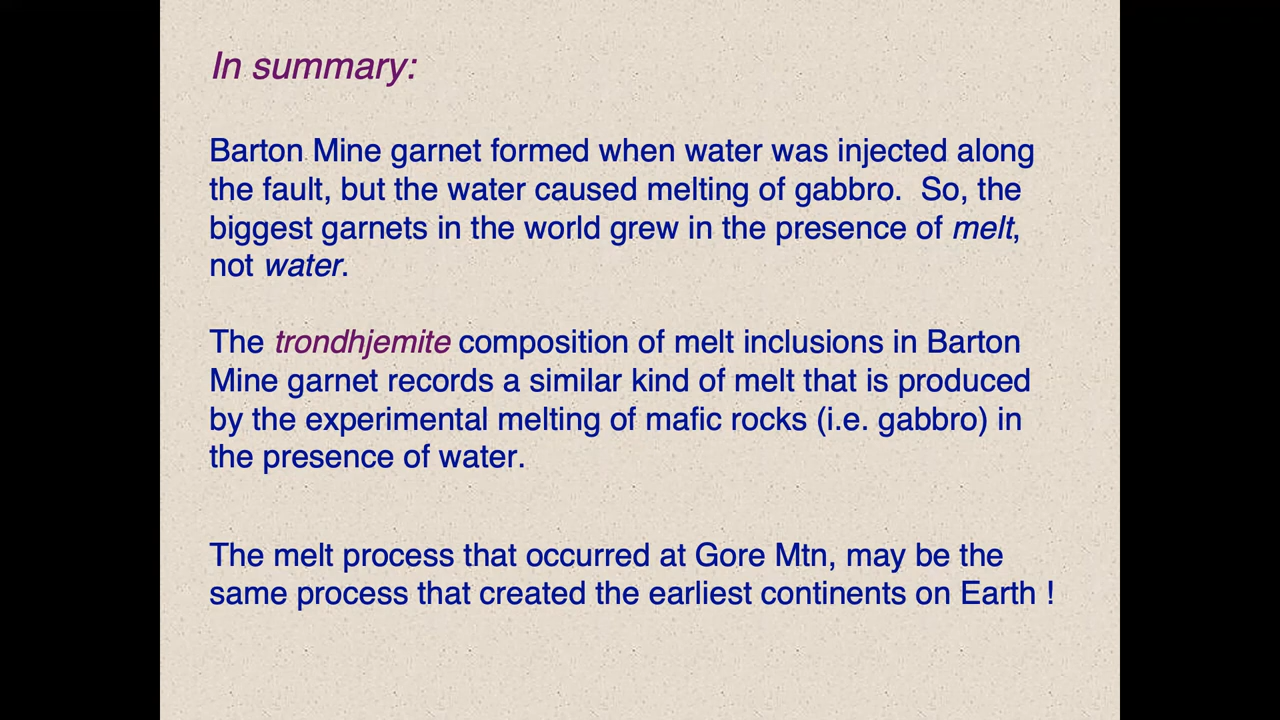 In summary:
Barton Mine garnet formed when water was injected along
the fault, but the water caused melting of gabbro.  So, the
biggest garnets in the world grew in the presence of melt,
not water.
The trondhjemite composition of melt inclusions in Barton
Mine garnet records a similar kind of melt that is produced
by the experimental melting of mafic rocks (i.e. gabbro) in
the presence of water.
The melt process that occurred at Gore Mtn, may be the
same process that created the earliest continents on Earth !